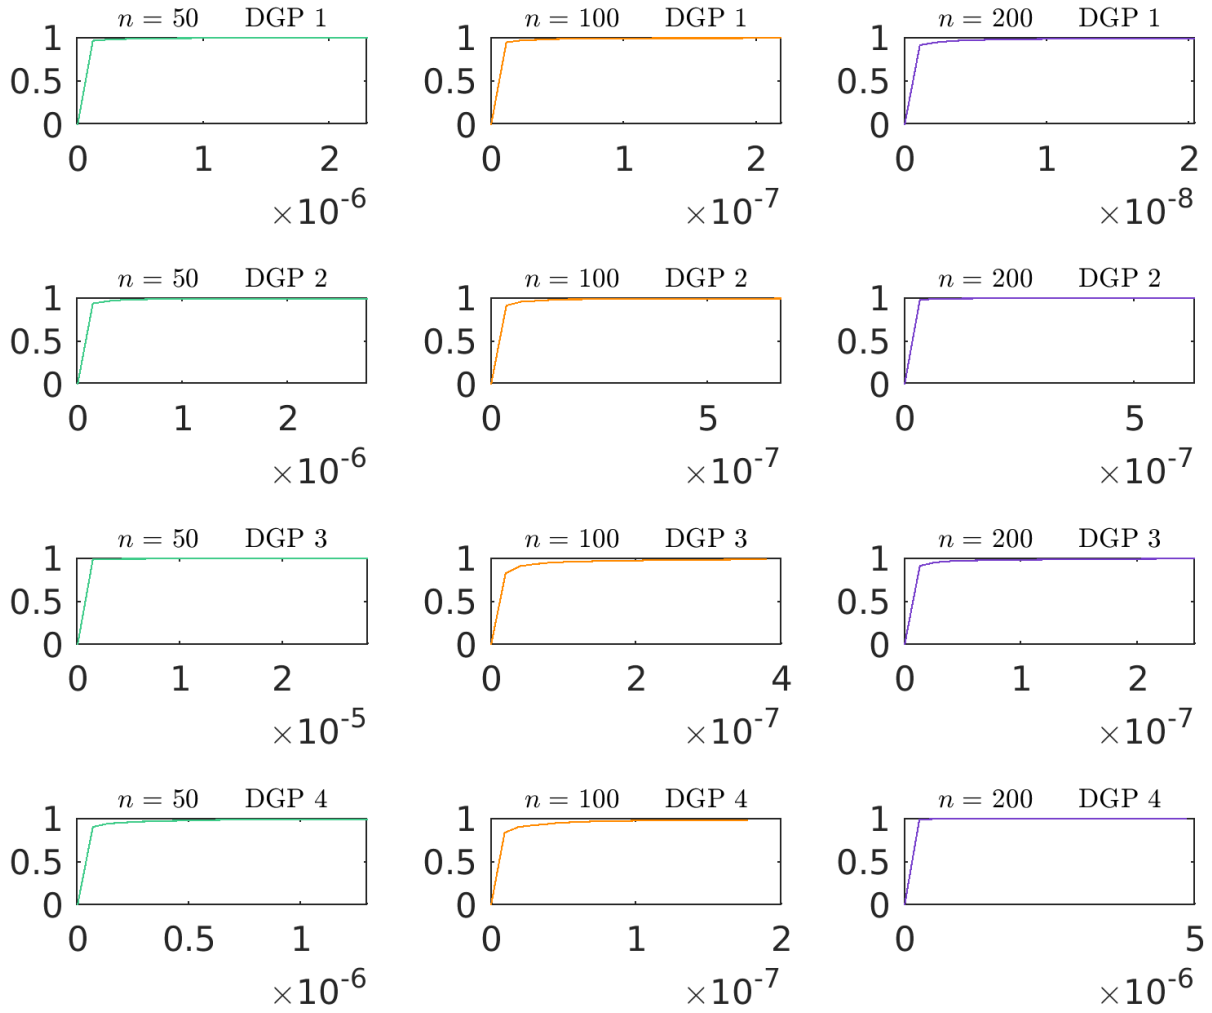 n = 50 DGP 1 n = 100 DGP 1 n = 200 DGP 1
1 1 1
0.5 0.5 0.5
0 0 0
0 1 2 0 1 2 0 1 2
×10-6 ×10-7 ×10-8
n = 50 DGP 2 n = 100 DGP 2 n = 200 DGP 2
1 1 1
0.5 0.5 0.5
0 0 0
0 1 2 0 5 0 5
×10-6 ×10-7 ×10-7
n = 50 DGP 3 n = 100 DGP 3 n = 200 DGP 3
1 1 1
0.5 0.5 0.5
0 0 0
0 1 2 0 2 4 0 1 2
×10-5 ×10-7 ×10-7
n = 50 DGP 4 n = 100 DGP 4 n = 200 DGP 4
1 1 1
0.5 0.5 0.5
0 0 0
0 0.5 1 0 1 2 0 5
×10-6 ×10-7 ×10-6